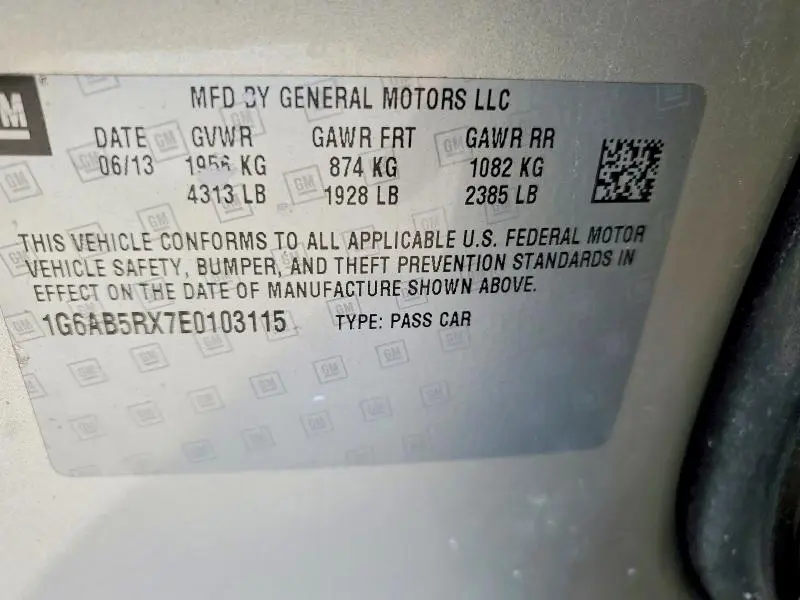 GM
MFD BY GENERAL MOTORS LLC
DATE GVWR GAWR FRT GAWR RR
06/13 1956 KG 874 KG 1082 KG
4313 LB 1928 LB 2385 LB
THIS VEHICLE CONFORMS TO ALL APPLICABLE U.S. FEDERAL MOTOR
VEHICLE SAFETY, BUMPER, AND THEFT PREVENTION STANDARDS IN
EFFECT ON THE DATE OF MANUFACTURE SHOWN ABOVE.
1G6AB5RX7E0103115 TYPE: PASS CAR